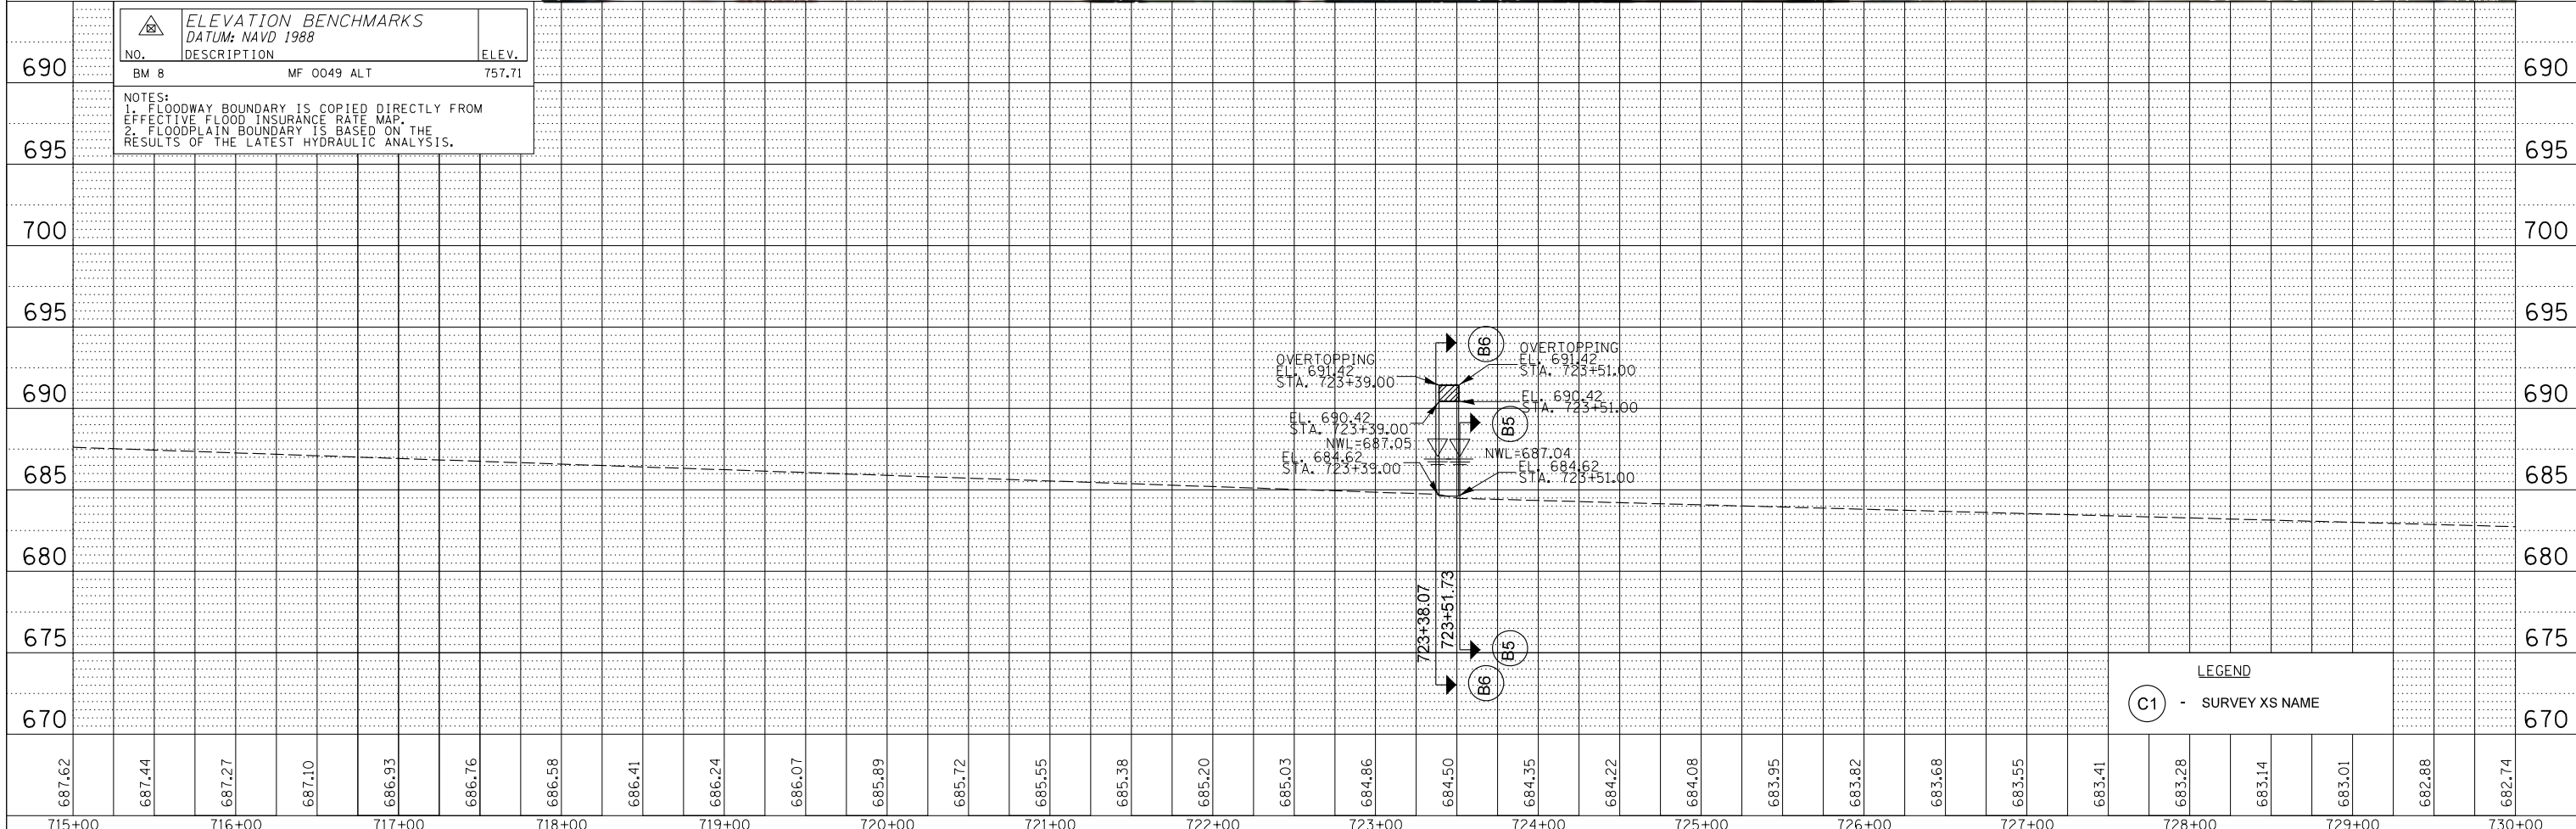 ELEVATION BENCHMARKS
DATUM: NAVD 1988
NO. DESCRIPTION ELEV.
BM 8 MF 0049 ALT 757.71
NOTES:
1. FLOODWAY BOUNDARY IS COPIED DIRECTLY FROM
EFFECTIVE FLOOD INSURANCE RATE MAP.
2. FLOODPLAIN BOUNDARY IS BASED ON THE
RESULTS OF THE LATEST HYDRAULIC ANALYSIS.
690
695
700
695
690
685
680
675
670
OVERTOPPING
EL. 691.42
STA. 723+39.00
EL. 690.42
STA. 723+39.00
NWL=687.05
EL. 684.62
STA. 723+39.00
B6
OVERTOPPING
EL. 691.42
STA. 723+51.00
EL. 690.42
STA. 723+51.00
B5
NWL=687.04
EL. 684.62
STA. 723+51.00
723+38.07
723+51.73
B5
B6
690
695
700
695
690
685
680
675
670
LEGEND
C1 - SURVEY XS NAME
687.62 687.44 687.27 687.10 686.93 686.76 686.58 686.41 686.24 686.07 685.89 685.72 685.55 685.38 685.20 685.03 684.86 684.50 684.35 684.22 684.08 683.95 683.82 683.68 683.55 683.41 683.28 683.14 683.01 682.88 682.74
715+00 716+00 717+00 718+00 719+00 720+00 721+00 722+00 723+00 724+00 725+00 726+00 727+00 728+00 729+00 730+00